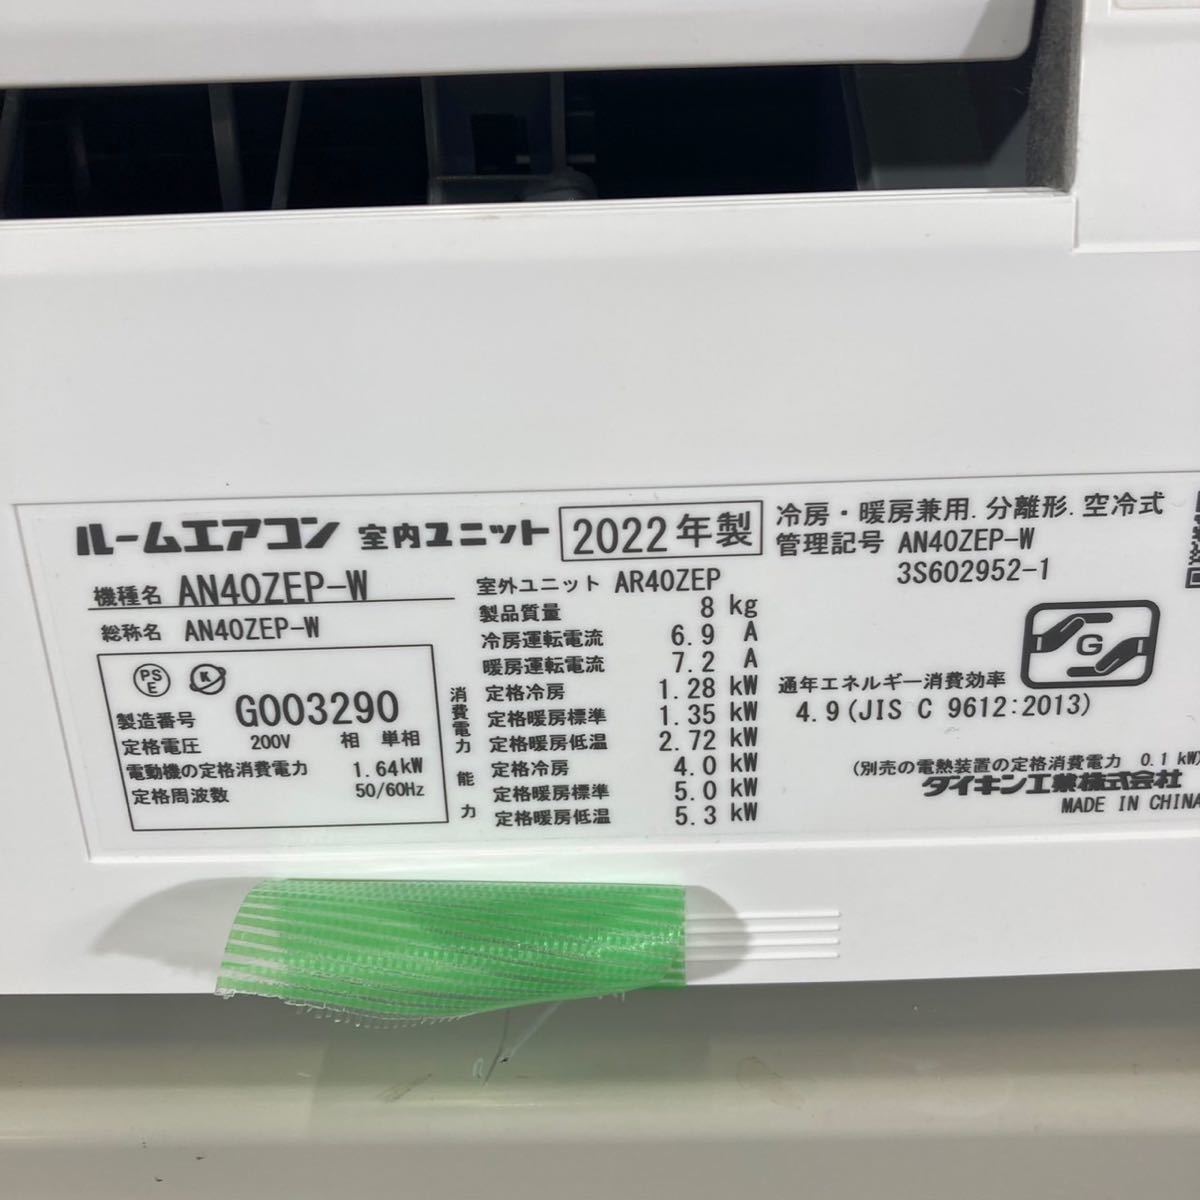 ルームエアコン 室内ユニット 2022年製
機種名 AN40ZEP-W
総称名 AN40ZEP-W
PS
E
製造番号 G003290
定格電圧 200V 相 単相
電動機の定格消費電力 1.64kW
定格周波数 50/60Hz
室外ユニット AR40ZEP
製品質量 8 kg
冷房運転電流 6.9 A
暖房運転電流 7.2 A
消費電力
定格冷房 1.28 kW
定格暖房標準 1.35 kW
定格暖房低温 2.72 kW
能力
定格冷房 4.0 kW
定格暖房標準 5.0 kW
定格暖房低温 5.3 kW
冷房・暖房兼用.分離形.空冷式
管理記号 AN40ZEP-W
3S602952-1
G
通年エネルギー消費効率
4.9(JIS C 9612:2013)
(別売の電熱装置の定格消費電力 0.1 kW)
ダイキン工業株式会社
MADE IN CHINA